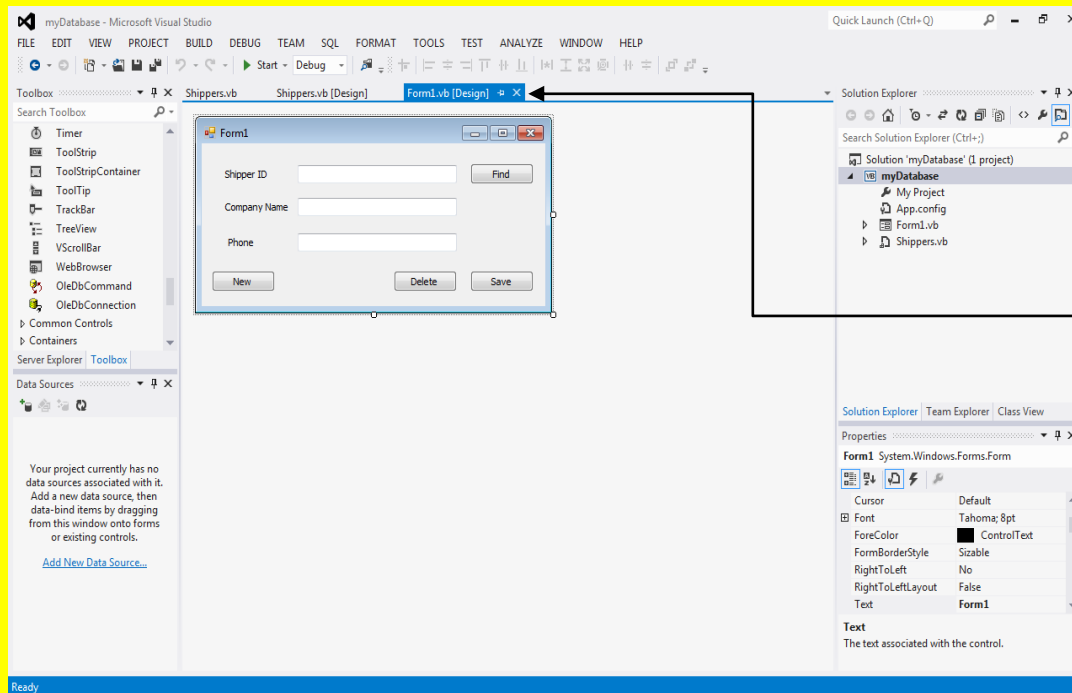 myDatabase - Microsoft Visual Studio
Quick Launch (Ctrl+Q)
FILE EDIT VIEW PROJECT BUILD DEBUG TEAM SQL FORMAT TOOLS TEST ANALYZE WINDOW HELP
Start Debug
Toolbox
Search Toolbox
Timer
ToolStrip
ToolStripContainer
ToolTip
TrackBar
TreeView
VScrollBar
WebBrowser
OleDbCommand
OleDbConnection
Common Controls
Containers
Server Explorer Toolbox
Data Sources
Your project currently has no
data sources associated with it.
Add a new data source, then
data-bind items by dragging
from this window onto forms
or existing controls.
Add New Data Source...
Shippers.vb Shippers.vb [Design] Form1.vb [Design]
Form1
Shipper ID Find
Company Name
Phone
New Delete Save
Solution Explorer
Search Solution Explorer (Ctrl+;)
Solution 'myDatabase' (1 project)
VB myDatabase
My Project
App.config
Form1.vb
Shippers.vb
Solution Explorer Team Explorer Class View
Properties
Form1 System.Windows.Forms.Form
Cursor Default
Font Tahoma; 8pt
ForeColor ControlText
FormBorderStyle Sizable
RightToLeft No
RightToLeftLayout False
Text Form1
Text
The text associated with the control.
Ready